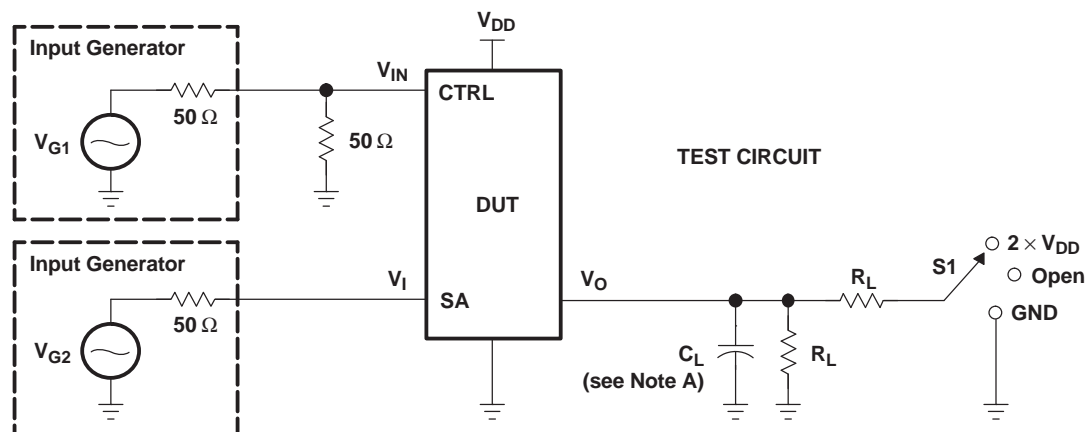 V_DD
Input Generator
V_IN
CTRL
50 Ω
V_G1
50 Ω
TEST CIRCUIT
DUT
Input Generator
V_I
SA
V_O
50 Ω
V_G2
R_L
S1
2 × V_DD
Open
GND
C_L
(see Note A)
R_L